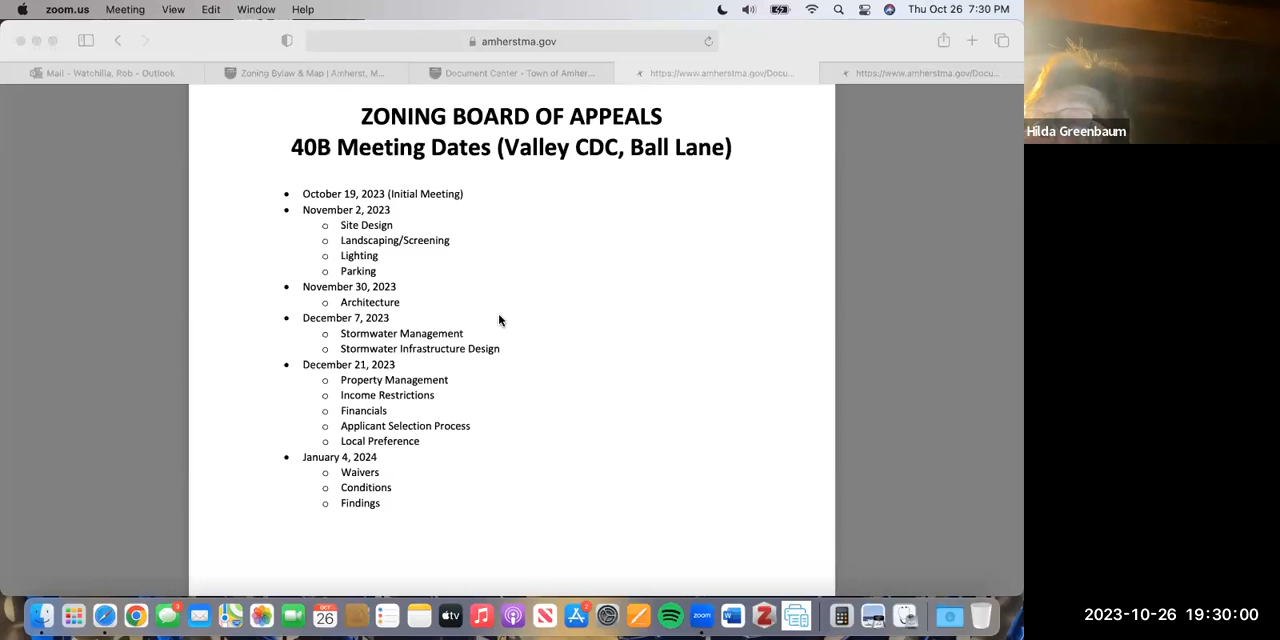 zoom.us Meeting View Edit Window Help Thu Oct 26 7:30 PM
amherstma.gov
Mail - Watchilla, Rob - Outlook
Zoning Bylaw & Map | Amherst, M...
Document Center - Town of Amher...
https://www.amherstma.gov/Docu...
https://www.amherstma.gov/Docu...
ZONING BOARD OF APPEALS
40B Meeting Dates (Valley CDC, Ball Lane)
• October 19, 2023 (Initial Meeting)
• November 2, 2023
o Site Design
o Landscaping/Screening
o Lighting
o Parking
• November 30, 2023
o Architecture
• December 7, 2023
o Stormwater Management
o Stormwater Infrastructure Design
• December 21, 2023
o Property Management
o Income Restrictions
o Financials
o Applicant Selection Process
o Local Preference
• January 4, 2024
o Waivers
o Conditions
o Findings
Hilda Greenbaum
OCT
26
tv
zoom
2023-10-26 19:30:00